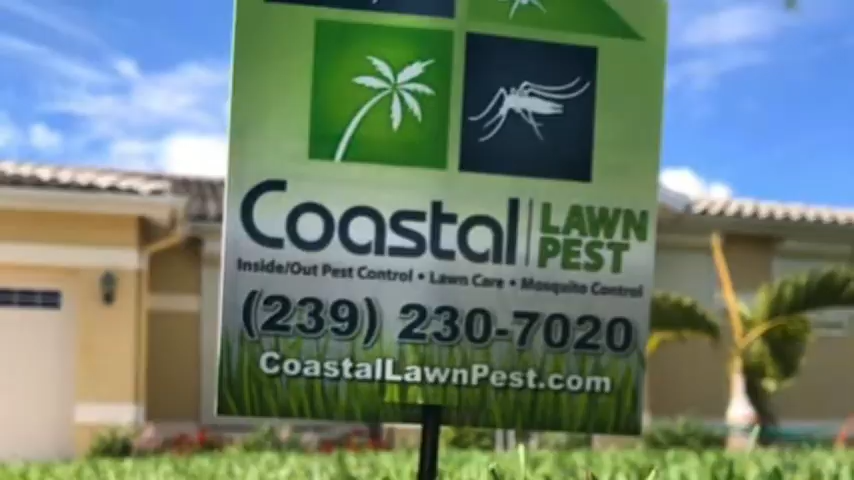 Coastal LAWN PEST
Inside/Out Pest Control • Lawn Care • Mosquito Control
(239) 230-7020
CoastalLawnPest.com